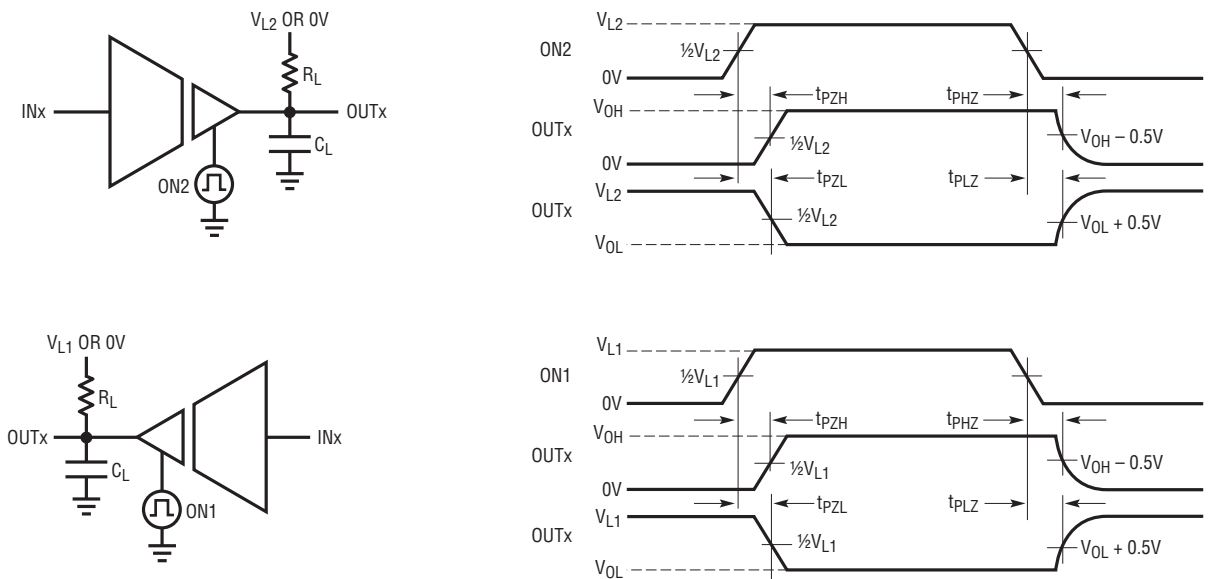 VL2 OR 0V
RL
INx
OUTx
CL
ON2
VL2
ON2
½VL2
0V
tPZH
tPHZ
VOH
OUTx
½VL2
VOH – 0.5V
0V
tPZL
tPLZ
VL2
OUTx
½VL2
VOL + 0.5V
VOL
VL1 OR 0V
RL
OUTx
INx
CL
ON1
VL1
ON1
½VL1
0V
tPZH
tPHZ
VOH
OUTx
½VL1
VOH – 0.5V
0V
tPZL
tPLZ
VL1
OUTx
½VL1
VOL + 0.5V
VOL